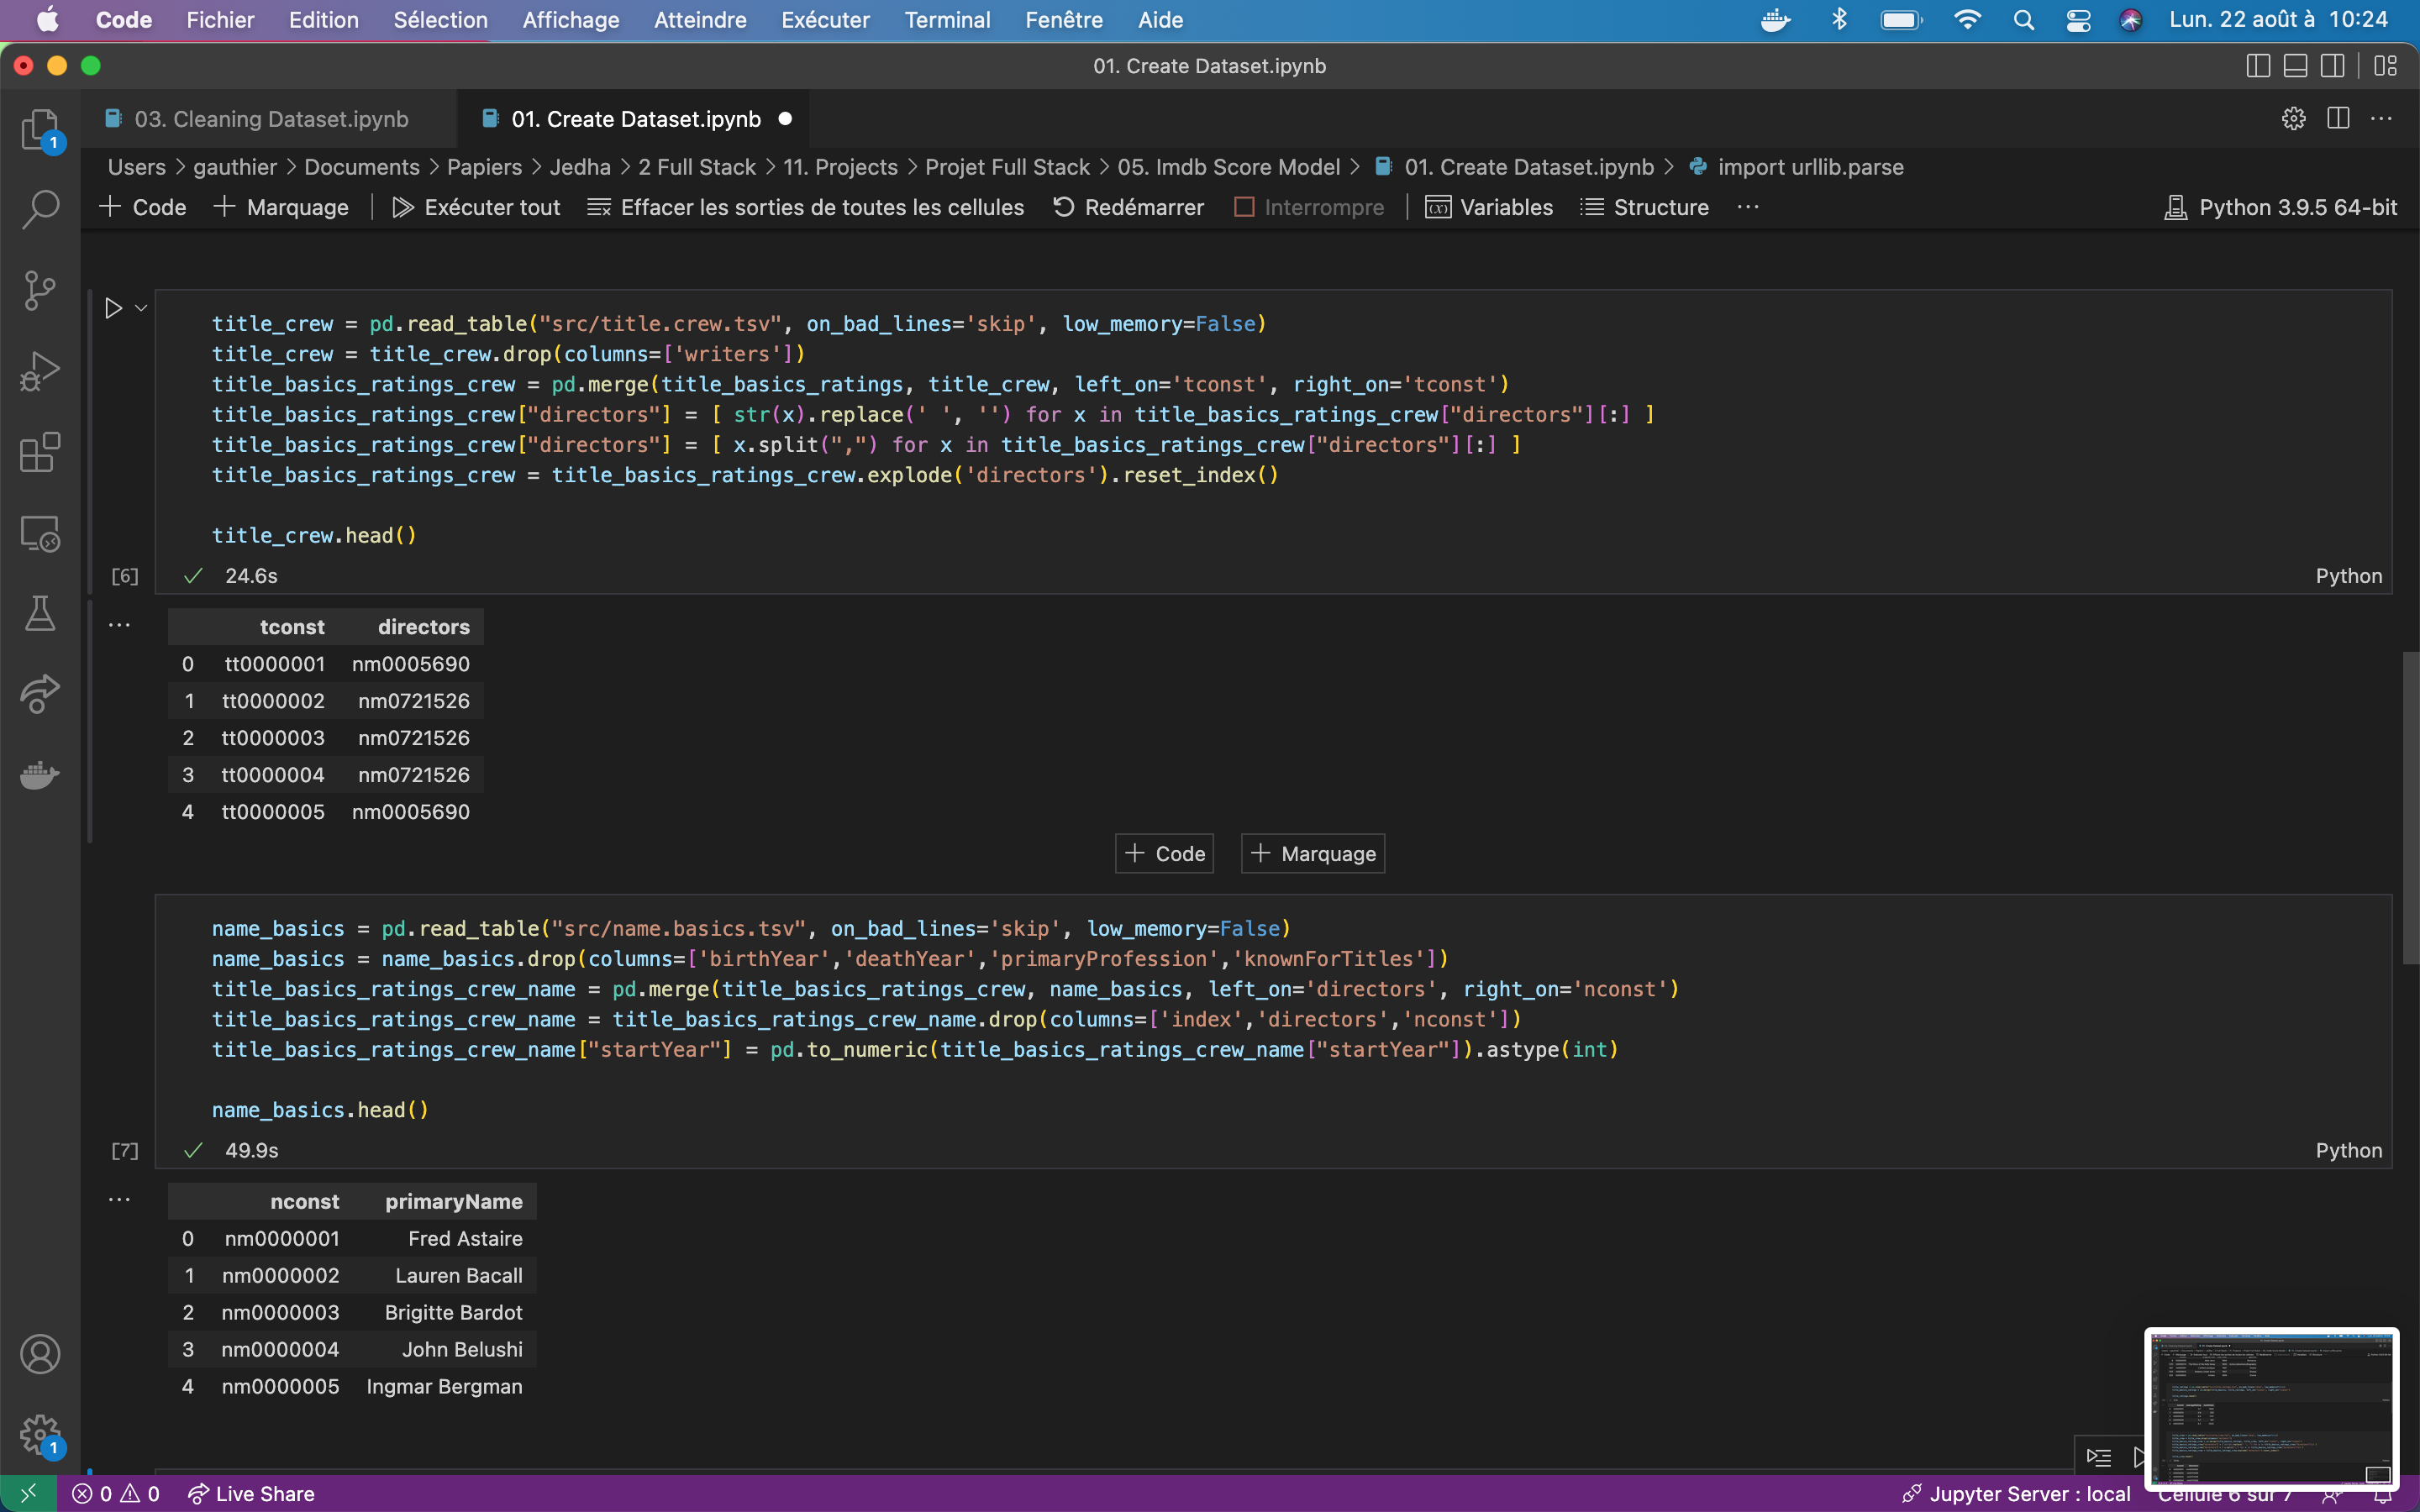 Code Fichier Edition Sélection Affichage Atteindre Exécuter Terminal Fenêtre Aide Lun. 22 août à 10:24
01. Create Dataset.ipynb
03. Cleaning Dataset.ipynb 01. Create Dataset.ipynb
Users > gauthier > Documents > Papiers > Jedha > 2 Full Stack > 11. Projects > Projet Full Stack > 05. Imdb Score Model > 01. Create Dataset.ipynb > import urllib.parse
+ Code + Marquage Exécuter tout Effacer les sorties de toutes les cellules Redémarrer Interrompre Variables Structure ... Python 3.9.5 64-bit
title_crew = pd.read_table("src/title.crew.tsv", on_bad_lines='skip', low_memory=False)
title_crew = title_crew.drop(columns=['writers'])
title_basics_ratings_crew = pd.merge(title_basics_ratings, title_crew, left_on='tconst', right_on='tconst')
title_basics_ratings_crew["directors"] = [ str(x).replace(' ', '') for x in title_basics_ratings_crew["directors"][:] ]
title_basics_ratings_crew["directors"] = [ x.split(",") for x in title_basics_ratings_crew["directors"][:] ]
title_basics_ratings_crew = title_basics_ratings_crew.explode('directors').reset_index()
title_crew.head()
[6] 24.6s Python
tconst directors
0 tt0000001 nm0005690
1 tt0000002 nm0721526
2 tt0000003 nm0721526
3 tt0000004 nm0721526
4 tt0000005 nm0005690
+ Code + Marquage
name_basics = pd.read_table("src/name.basics.tsv", on_bad_lines='skip', low_memory=False)
name_basics = name_basics.drop(columns=['birthYear','deathYear','primaryProfession','knownForTitles'])
title_basics_ratings_crew_name = pd.merge(title_basics_ratings_crew, name_basics, left_on='directors', right_on='nconst')
title_basics_ratings_crew_name = title_basics_ratings_crew_name.drop(columns=['index','directors','nconst'])
title_basics_ratings_crew_name["startYear"] = pd.to_numeric(title_basics_ratings_crew_name["startYear"]).astype(int)
name_basics.head()
[7] 49.9s Python
nconst primaryName
0 nm0000001 Fred Astaire
1 nm0000002 Lauren Bacall
2 nm0000003 Brigitte Bardot
3 nm0000004 John Belushi
4 nm0000005 Ingmar Bergman
1
1
0 0 Live Share Jupyter Server : local Cellule 6 sur 7